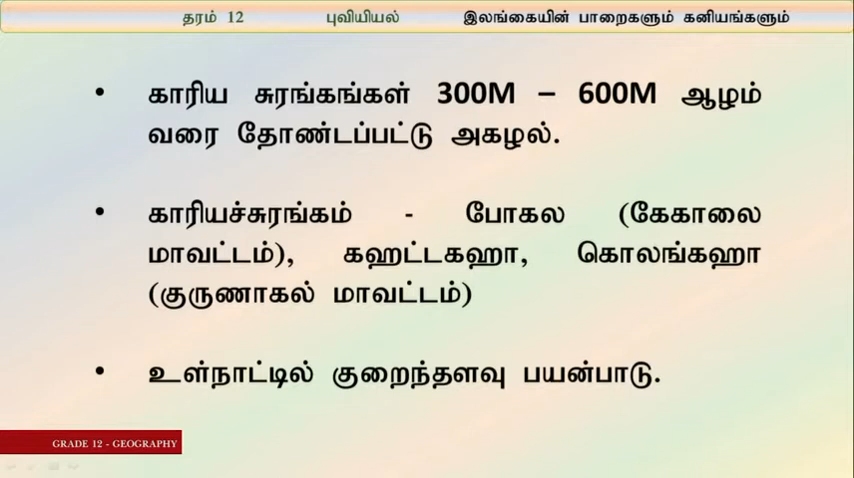 தரம் 12 புவியியல் இலங்கையின் பாறைகளும் கனியங்களும்
• காரிய சுரங்கங்கள் 300M – 600M ஆழம்
வரை தோண்டப்பட்டு அகழல்.
• காரியச்சுரங்கம் - போகல (கேகாலை
மாவட்டம்), கஹட்டகஹா, கொலங்கஹா
(குருணாகல் மாவட்டம்)
• உள்நாட்டில் குறைந்தளவு பயன்பாடு.
GRADE 12 - GEOGRAPHY